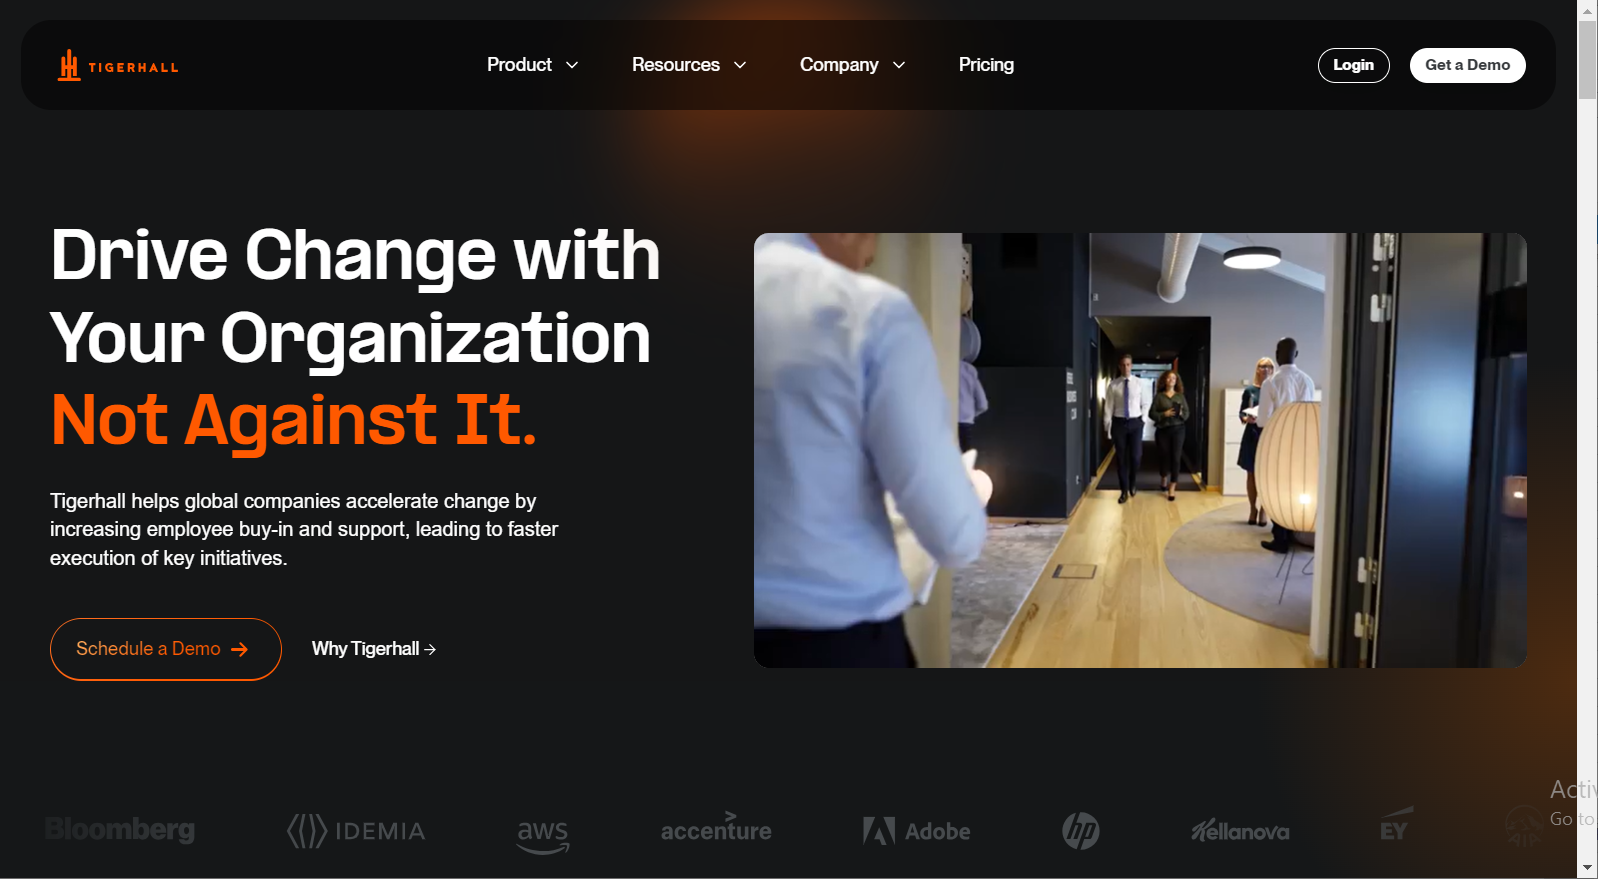 TIGERHALL
Product
Resources
Company
Pricing
Login
Get a Demo
Drive Change with
Your Organization
Not Against It.
Tigerhall helps global companies accelerate change by
increasing employee buy-in and support, leading to faster
execution of key initiatives.
Schedule a Demo →
Why Tigerhall →
Bloomberg
IDEMIA
aws
accenture
Adobe
hp
Kellanova
EY
AIA
Activ
Go to